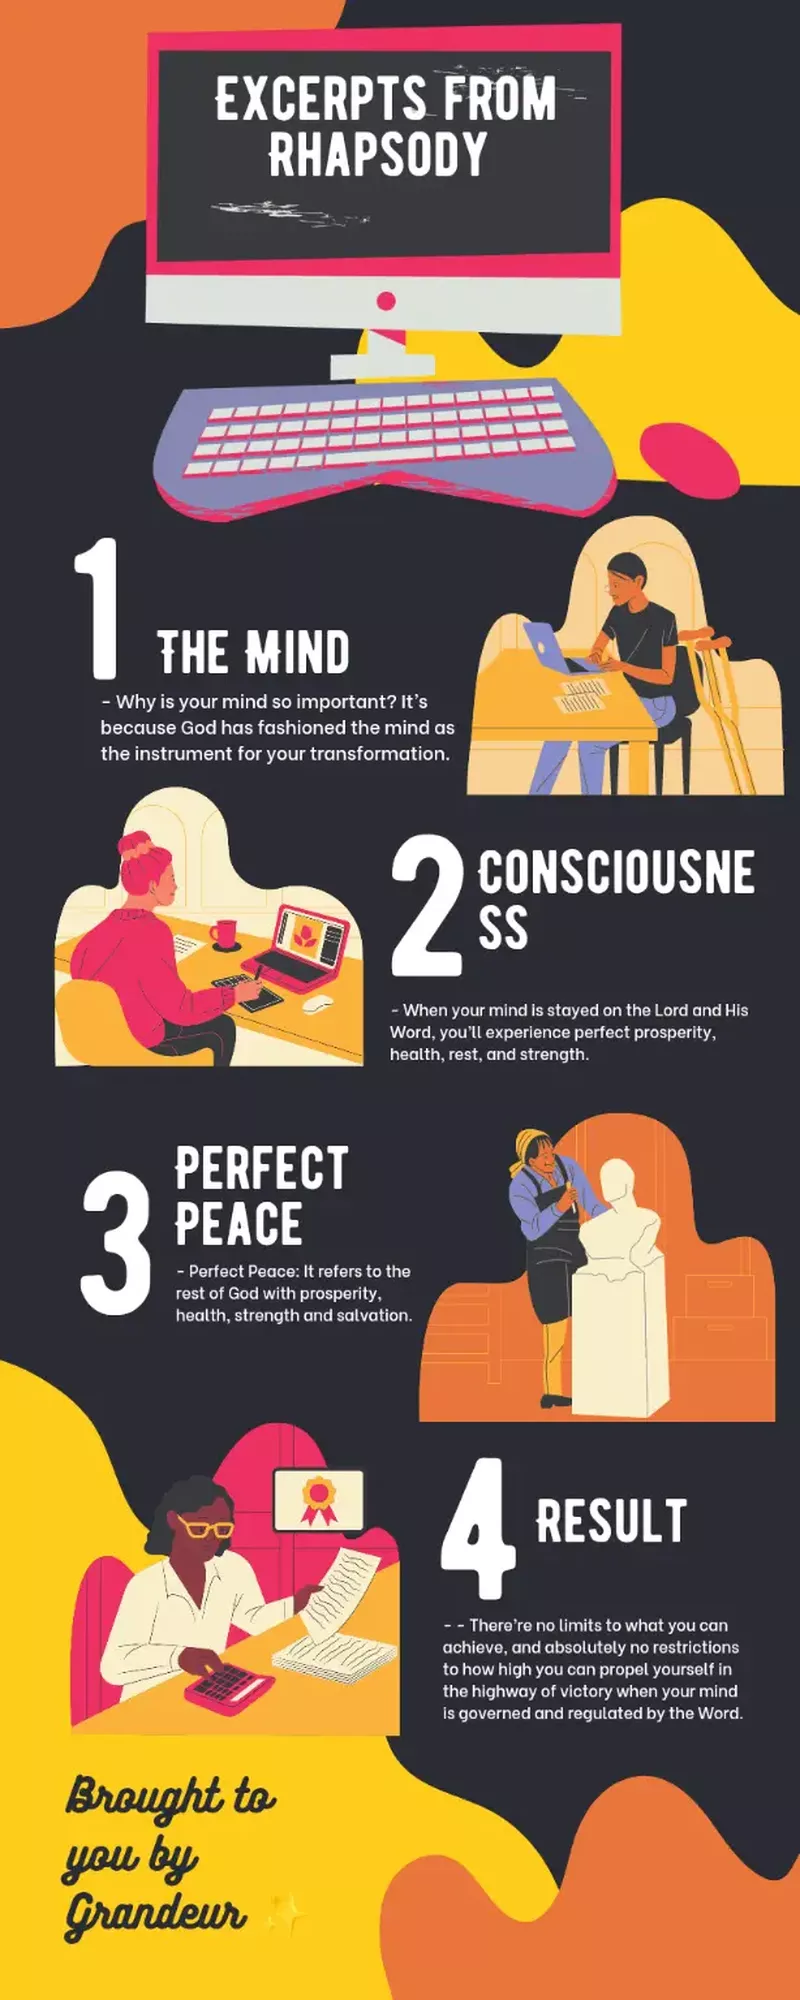 EXCERPTS FROM
RHAPSODY
1
THE MIND
- Why is your mind so important? It's
because God has fashioned the mind as
the instrument for your transformation.
2
CONSCIOUSNE
SS
- When your mind is stayed on the Lord and His
Word, you'll experience perfect prosperity,
health, rest, and strength.
3
PERFECT
PEACE
- Perfect Peace: It refers to the
rest of God with prosperity,
health, strength and salvation.
4
RESULT
- - There're no limits to what you can
achieve, and absolutely no restrictions
to how high you can propel yourself in
the highway of victory when your mind
is governed and regulated by the Word.
Brought to
you by
Grandeur ✨